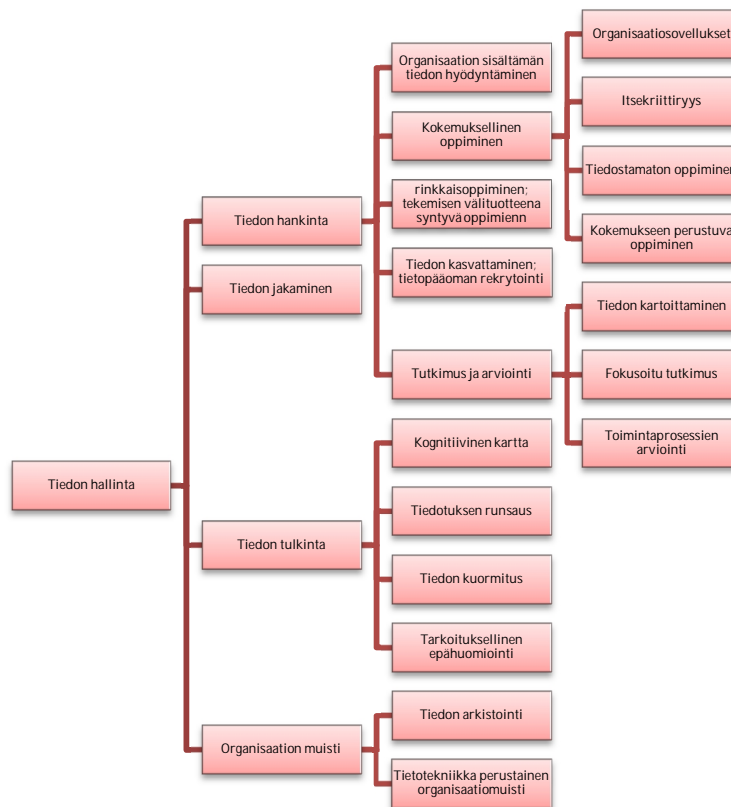 Tiedon hallinta
Tiedon hankinta
Organisaation sisältämän
tiedon hyödyntäminen
Kokemuksellinen
oppiminen
Organisaatiosovellukset
Itsekriittiryys
Tiedostamaton oppiminen
Kokemukseen perustuva
oppiminen
rinkkaisoppiminen;
tekemisen välituotteena
syntyvä oppimienn
Tiedon kasvattaminen;
tietopääoman rekrytointi
Tutkimus ja arviointi
Tiedon kartoittaminen
Fokusoitu tutkimus
Toimintaprosessien
arviointi
Tiedon jakaminen
Tiedon tulkinta
Kognitiivinen kartta
Tiedotuksen runsaus
Tiedon kuormitus
Tarkoituksellinen
epähuomiointi
Organisaation muisti
Tiedon arkistointi
Tietotekniikka perustainen
organisaatiomuisti